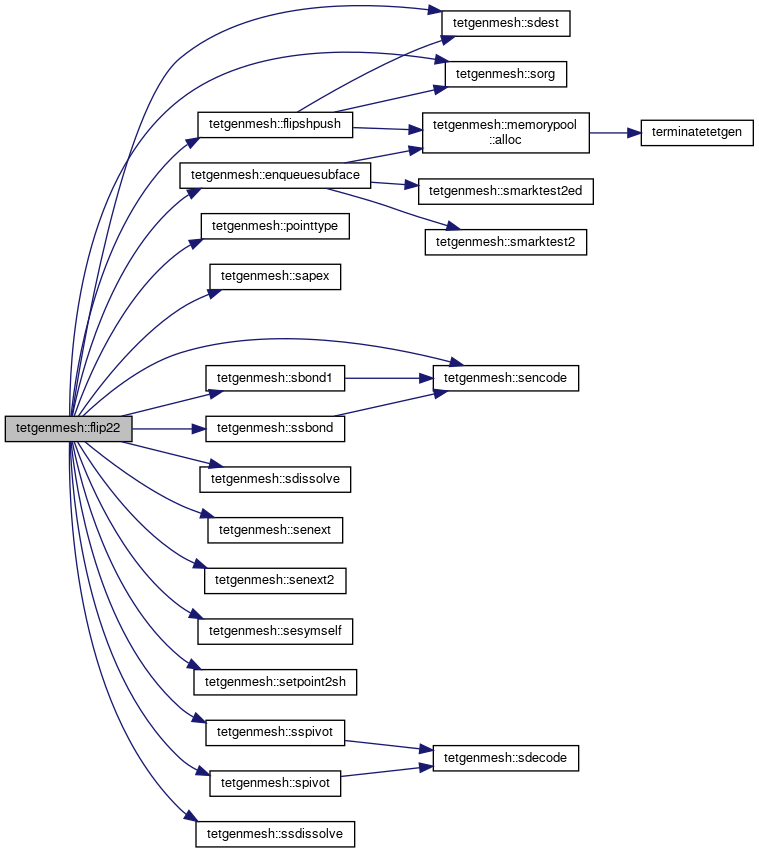 tetgenmesh::sdest
tetgenmesh::sorg
tetgenmesh::flipshpush
tetgenmesh::memorypool
::alloc
terminatetetgen
tetgenmesh::enqueuesubface
tetgenmesh::smarktest2ed
tetgenmesh::pointtype
tetgenmesh::smarktest2
tetgenmesh::sapex
tetgenmesh::sbond1
tetgenmesh::sencode
tetgenmesh::flip22
tetgenmesh::ssbond
tetgenmesh::sdissolve
tetgenmesh::senext
tetgenmesh::senext2
tetgenmesh::sesymself
tetgenmesh::setpoint2sh
tetgenmesh::sspivot
tetgenmesh::sdecode
tetgenmesh::spivot
tetgenmesh::ssdissolve